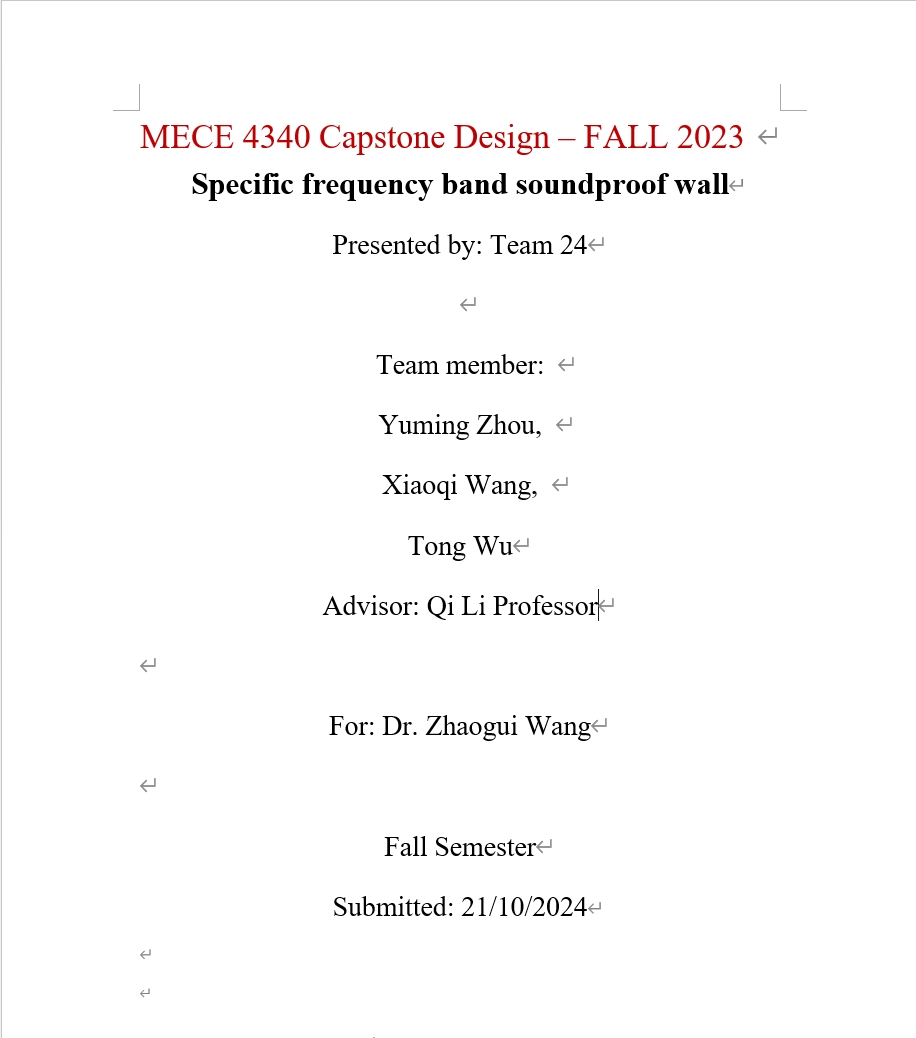 MECE 4340 Capstone Design – FALL 2023
Specific frequency band soundproof wall
Presented by: Team 24
Team member:
Yuming Zhou,
Xiaoqi Wang,
Tong Wu
Advisor: Qi Li Professor
For: Dr. Zhaogui Wang
Fall Semester
Submitted: 21/10/2024